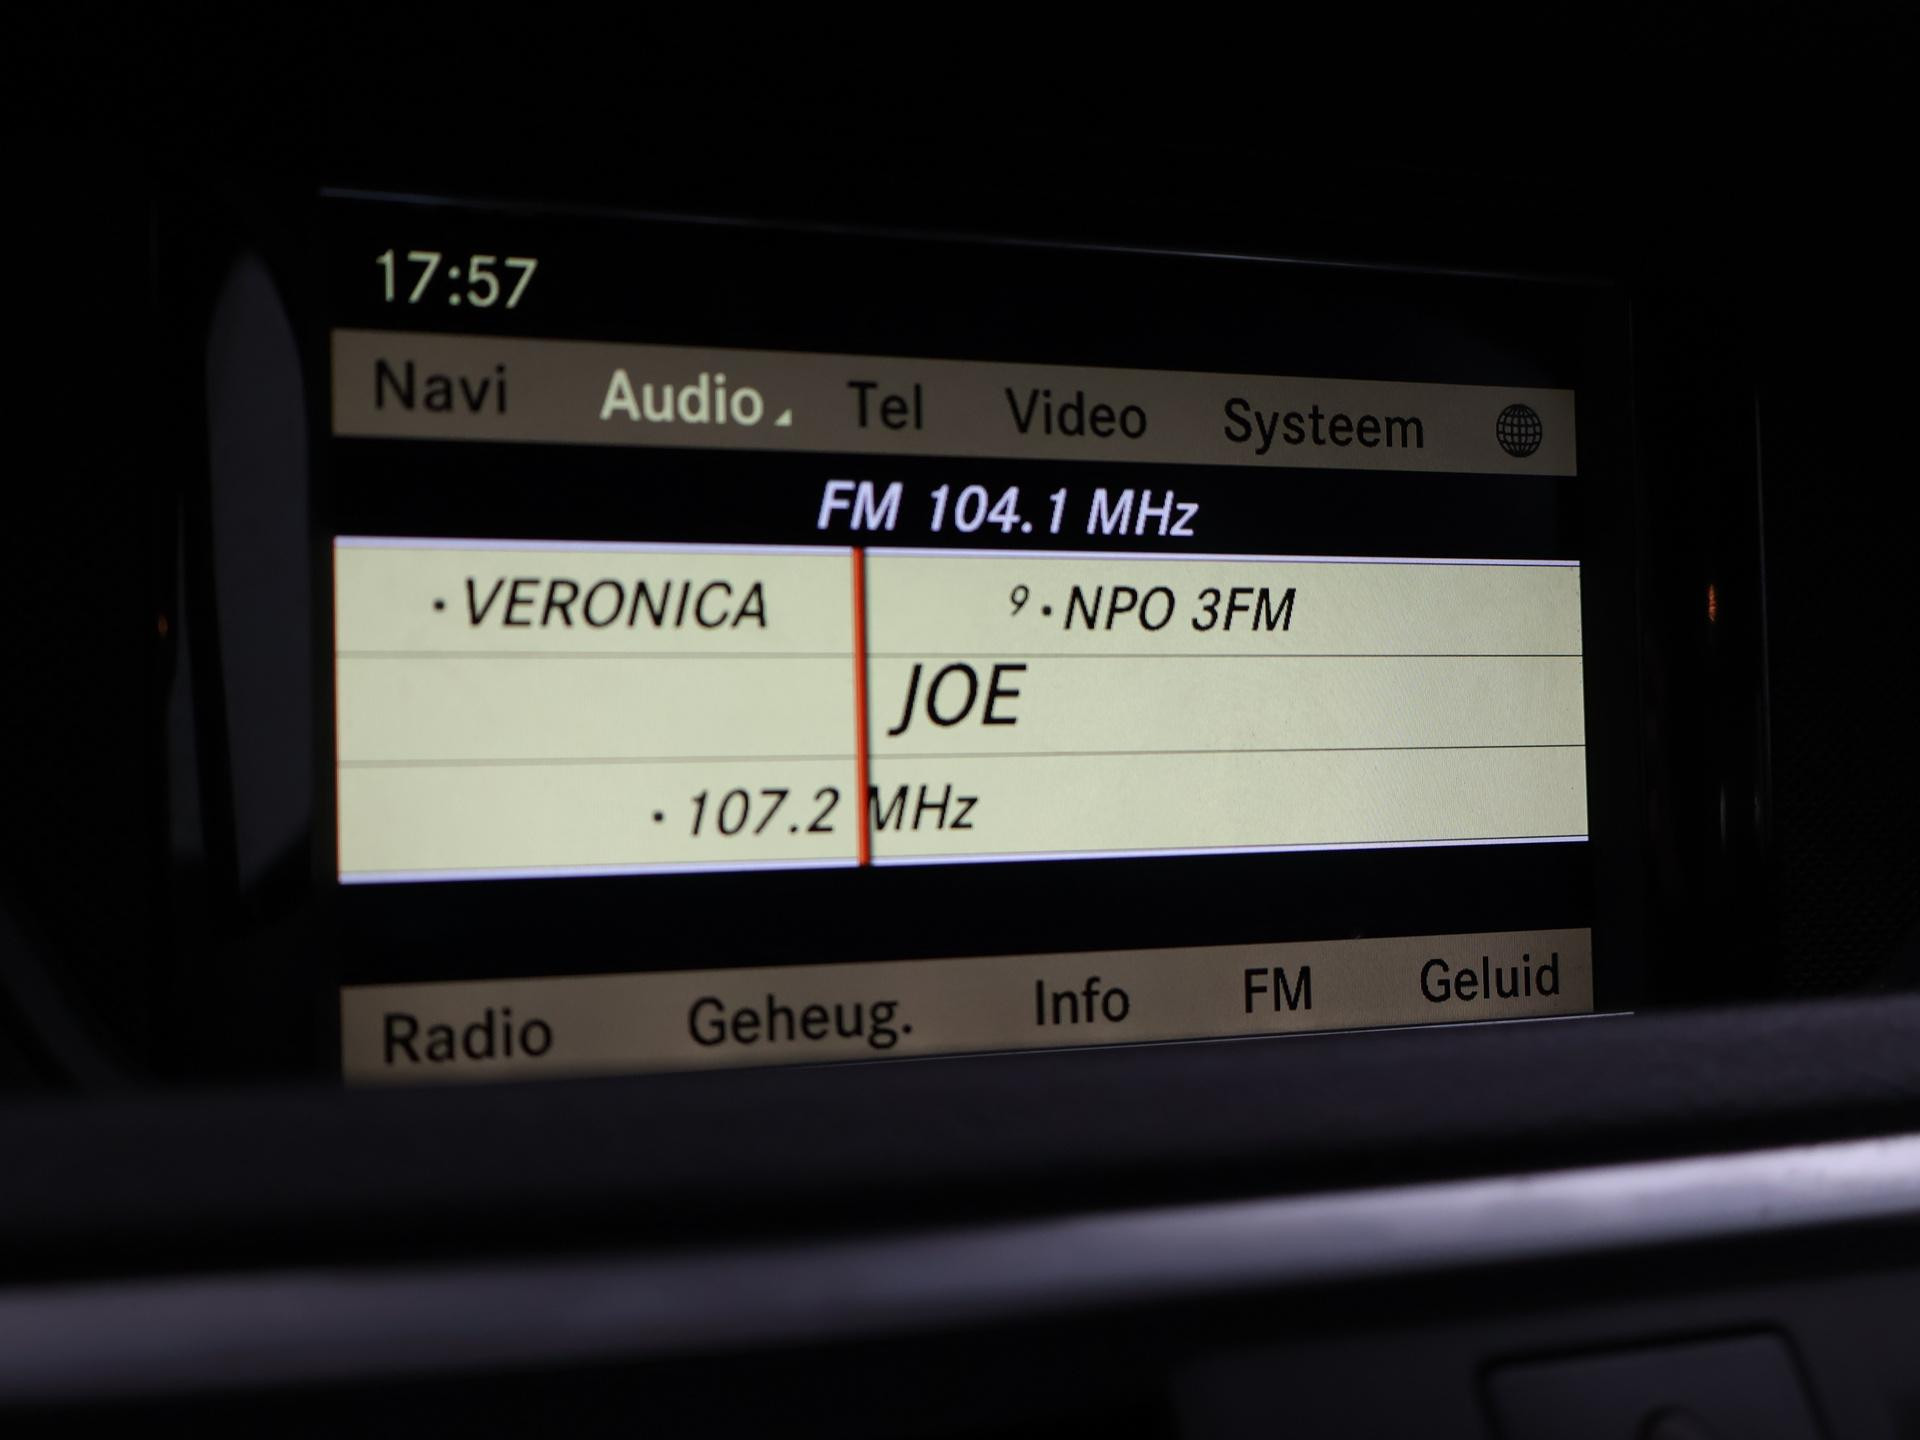 17:57
Navi Audio Tel Video Systeem
FM 104.1 MHz
· VERONICA 9 · NPO 3FM
JOE
· 107.2 MHz
Radio Geheug. Info FM Geluid